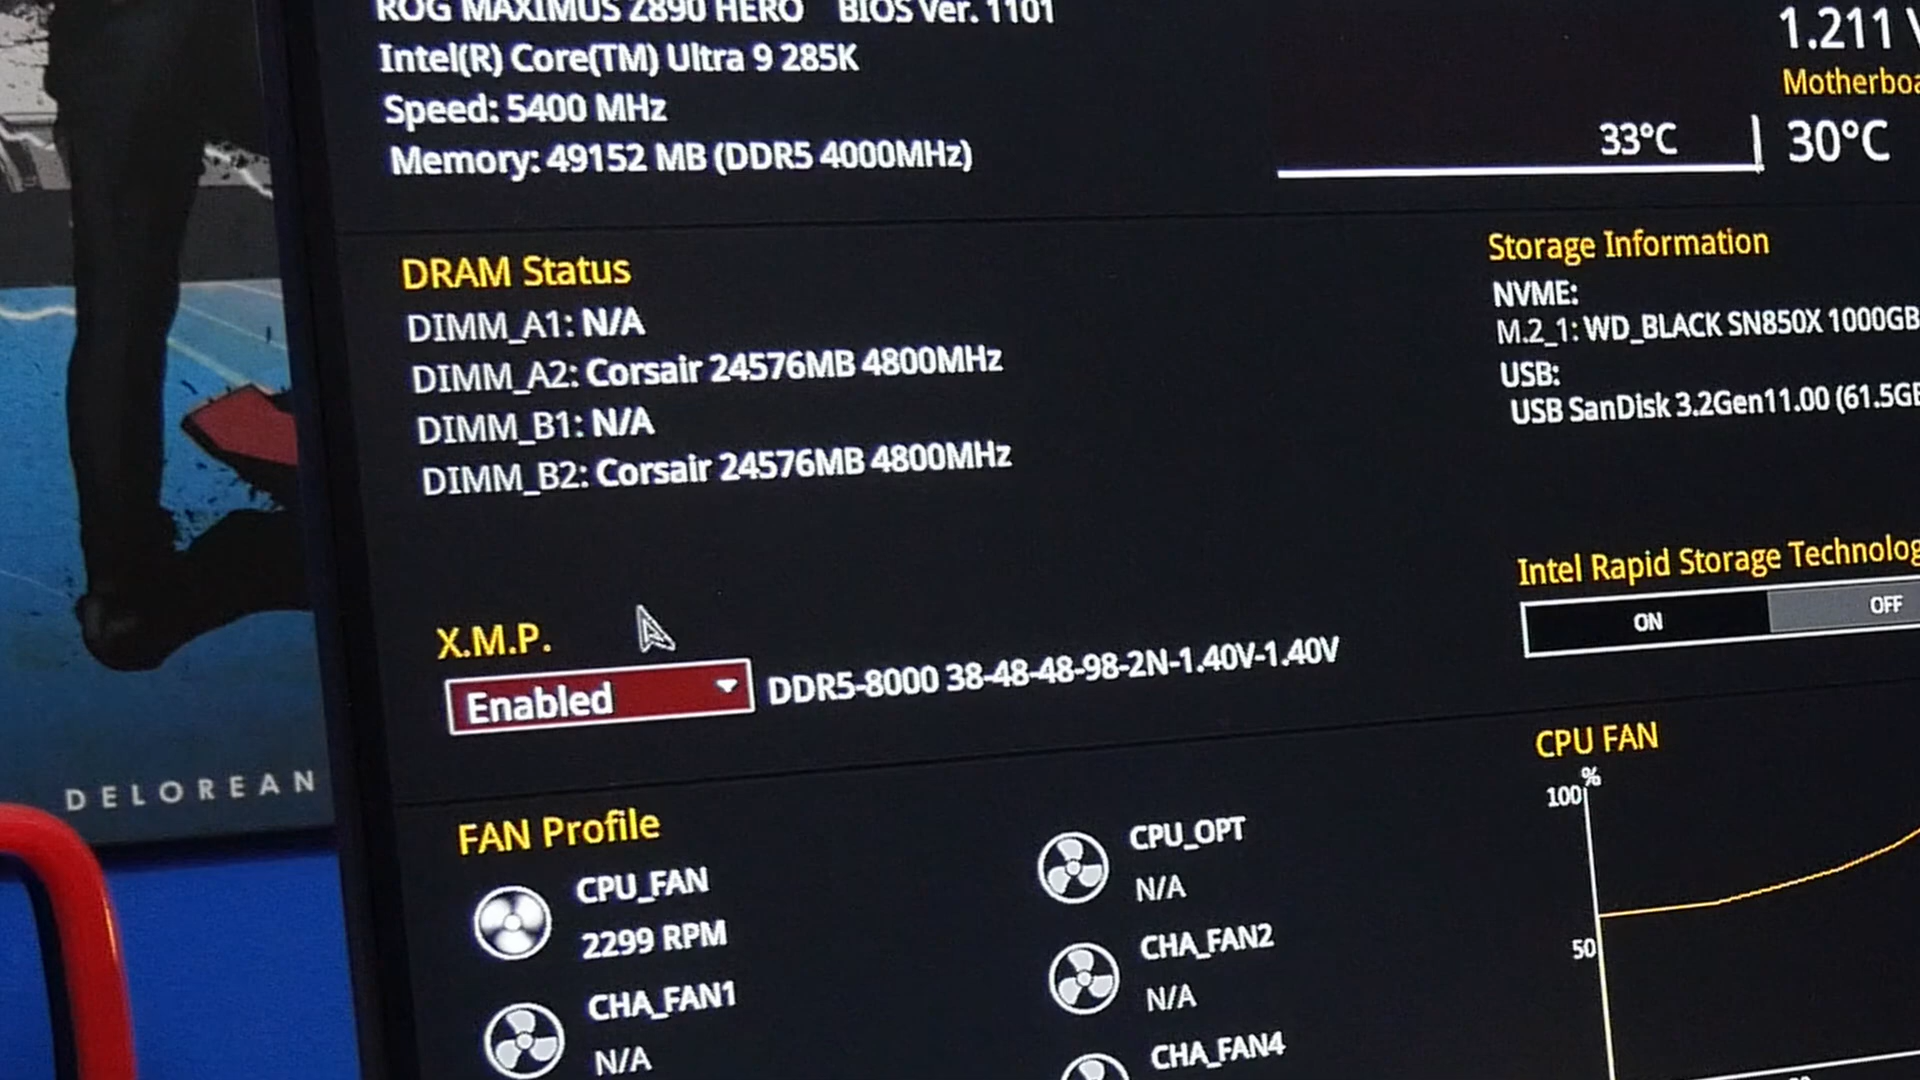 ROG MAXIMUS Z890 HERO BIOS Ver. 1101
Intel(R) Core(TM) Ultra 9 285K
Speed: 5400 MHz
Memory: 49152 MB (DDR5 4000MHz)
33°C
1.211 V
Motherboa
30°C
DRAM Status
DIMM_A1: N/A
DIMM_A2: Corsair 24576MB 4800MHz
DIMM_B1: N/A
DIMM_B2: Corsair 24576MB 4800MHz
Storage Information
NVME:
M.2_1: WD_BLACK SN850X 1000GB
USB:
USB SanDisk 3.2Gen11.00 (61.5GB
X.M.P.
Enabled DDR5-8000 38-48-48-98-2N-1.40V-1.40V
Intel Rapid Storage Technolog
ON OFF
DELOREAN
FAN Profile
CPU_FAN
2299 RPM
CHA_FAN1
N/A
CPU_OPT
N/A
CHA_FAN2
N/A
CHA_FAN4
CPU FAN
%
100
50